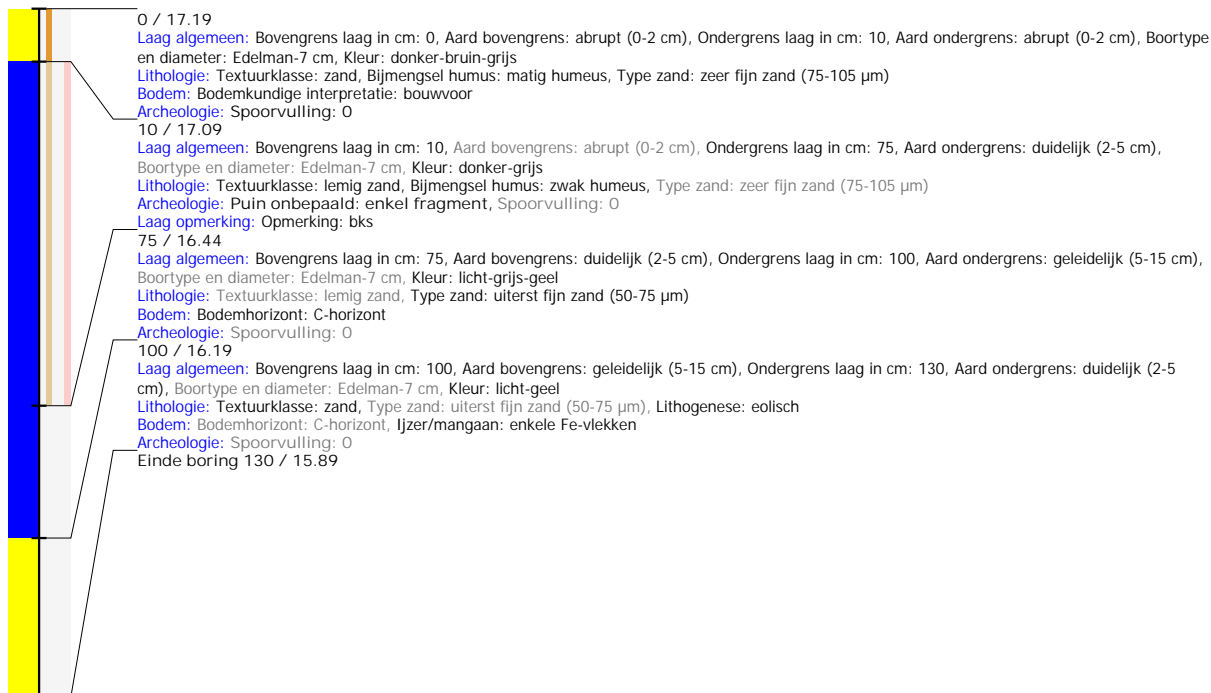 0 / 17.19
Laag algemeen: Bovengrens laag in cm: 0, Aard bovengrens: abrupt (0-2 cm), Ondergrens laag in cm: 10, Aard ondergrens: abrupt (0-2 cm), Boortype
en diameter: Edelman-7 cm, Kleur: donker-bruin-grijs
Lithologie: Textuurklasse: zand, Bijmengsel humus: matig humeus, Type zand: zeer fijn zand (75-105 µm)
Bodem: Bodemkundige interpretatie: bouwvoor
Archeologie: Spoorvulling: 0
10 / 17.09
Laag algemeen: Bovengrens laag in cm: 10, Aard bovengrens: abrupt (0-2 cm), Ondergrens laag in cm: 75, Aard ondergrens: duidelijk (2-5 cm),
Boortype en diameter: Edelman-7 cm, Kleur: donker-grijs
Lithologie: Textuurklasse: lemig zand, Bijmengsel humus: zwak humeus, Type zand: zeer fijn zand (75-105 µm)
Archeologie: Puin onbepaald: enkel fragment, Spoorvulling: 0
Laag opmerking: Opmerking: bks
75 / 16.44
Laag algemeen: Bovengrens laag in cm: 75, Aard bovengrens: duidelijk (2-5 cm), Ondergrens laag in cm: 100, Aard ondergrens: geleidelijk (5-15 cm),
Boortype en diameter: Edelman-7 cm, Kleur: licht-grijs-geel
Lithologie: Textuurklasse: lemig zand, Type zand: uiterst fijn zand (50-75 µm)
Bodem: Bodemhorizont: C-horizont
Archeologie: Spoorvulling: 0
100 / 16.19
Laag algemeen: Bovengrens laag in cm: 100, Aard bovengrens: geleidelijk (5-15 cm), Ondergrens laag in cm: 130, Aard ondergrens: duidelijk (2-5
cm), Boortype en diameter: Edelman-7 cm, Kleur: licht-geel
Lithologie: Textuurklasse: zand, Type zand: uiterst fijn zand (50-75 µm), Lithogenese: eolisch
Bodem: Bodemhorizont: C-horizont, Ijzer/mangaan: enkele Fe-vlekken
Archeologie: Spoorvulling: 0
Einde boring 130 / 15.89